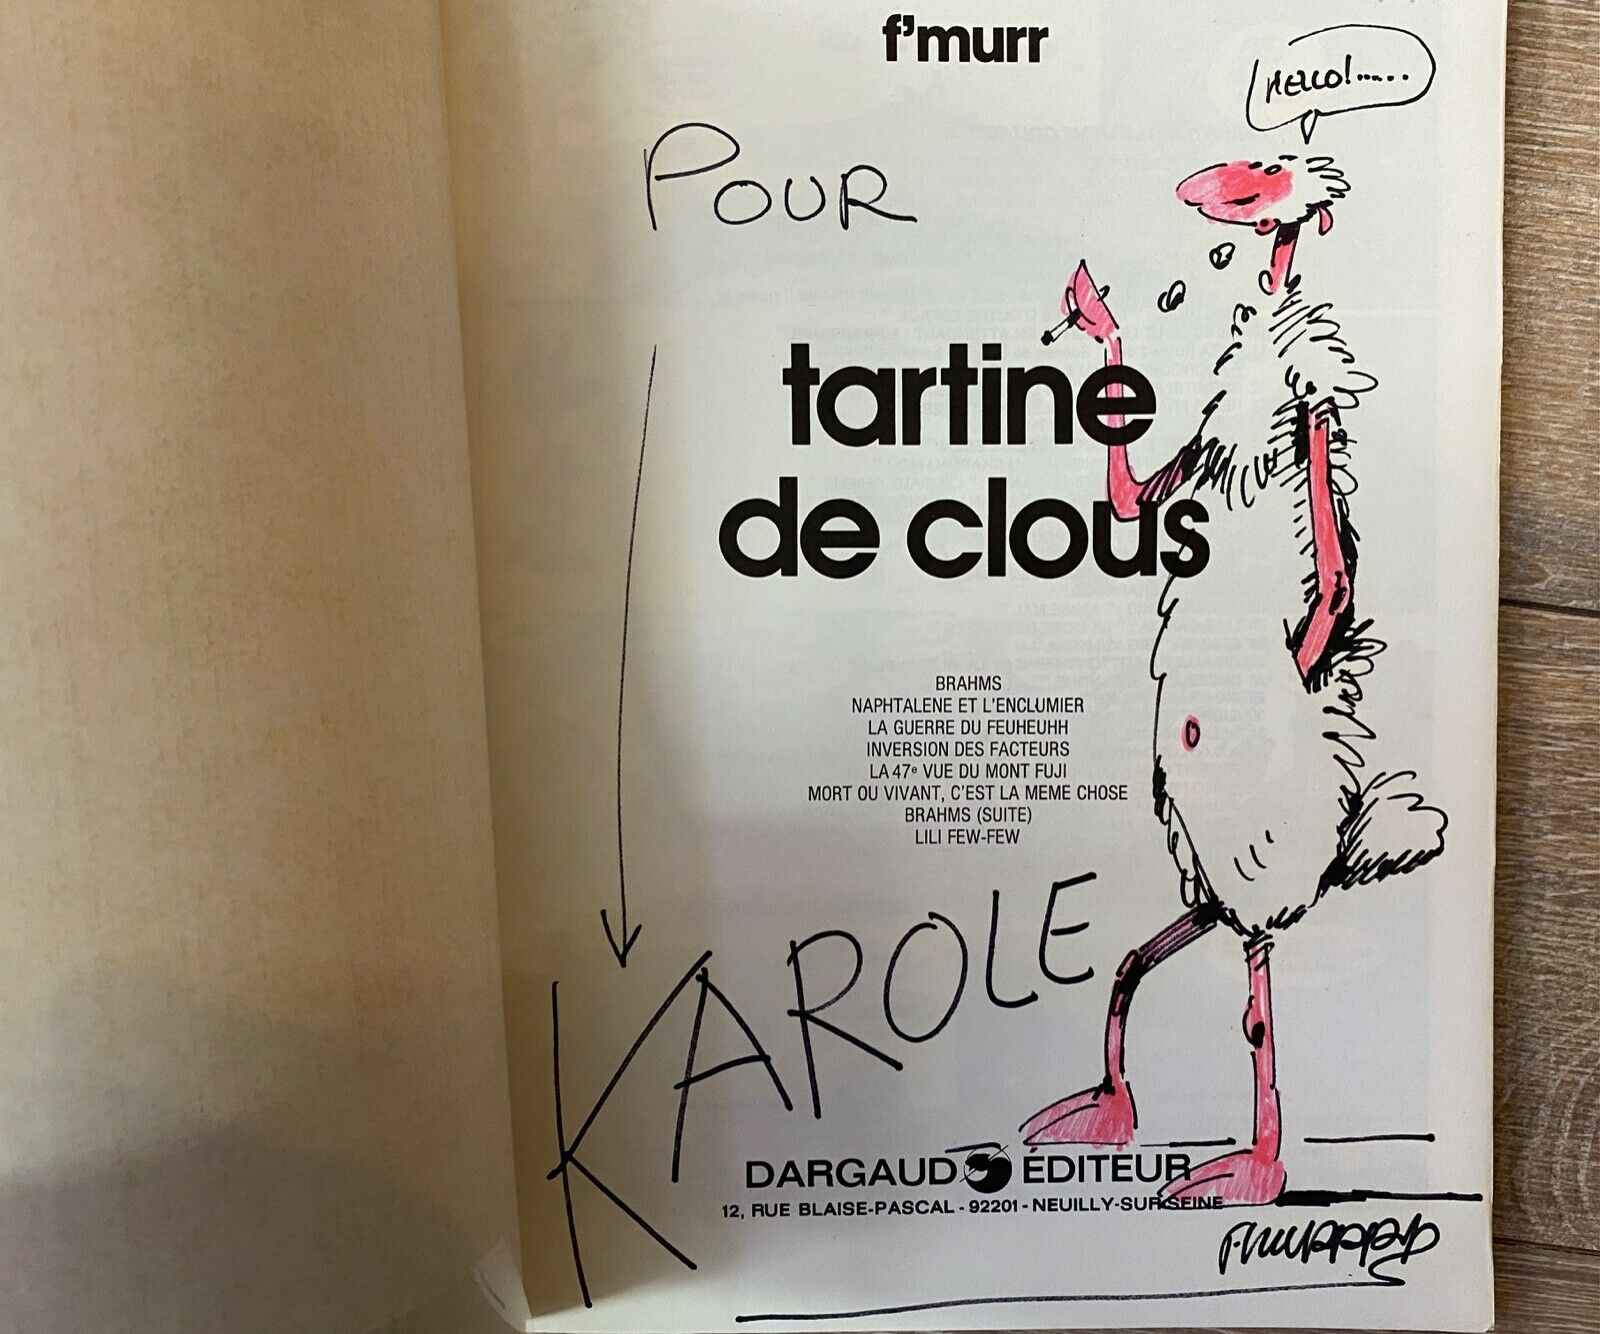 f'murr
HELLO!.....
POUR
tartine
de clous
BRAHMS
NAPHTALENE ET L'ENCLUMIER
LA GUERRE DU FEUHEUHH
INVERSION DES FACTEURS
LA 47e VUE DU MONT FUJI
MORT OU VIVANT, C'EST LA MEME CHOSE
BRAHMS (SUITE)
LILI FEW-FEW
KAROLE
DARGAUD ÉDITEUR
12, RUE BLAISE-PASCAL - 92201 - NEUILLY-SUR-SEINE